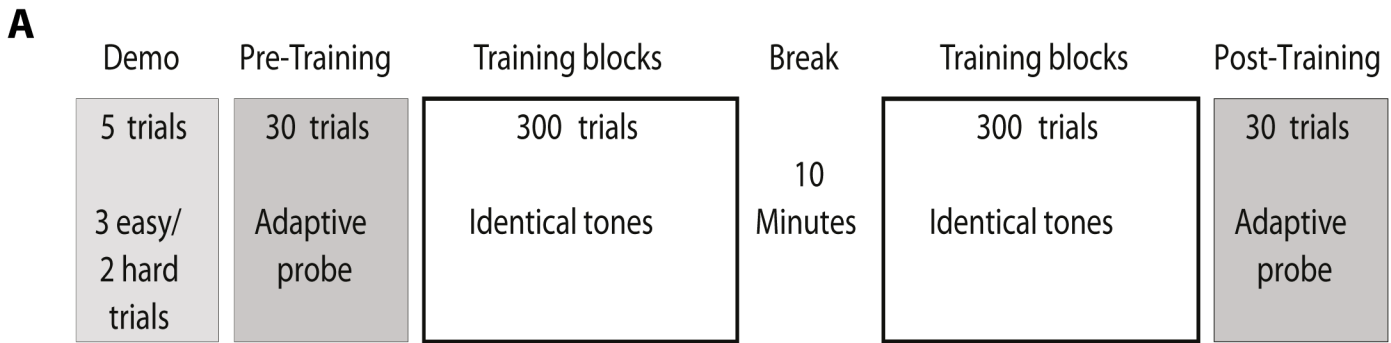 A
Demo
Pre-Training
Training blocks
Break
Training blocks
Post-Training
5 trials
3 easy/
2 hard
trials
30 trials
Adaptive
probe
300 trials
Identical tones
10
Minutes
300 trials
Identical tones
30 trials
Adaptive
probe